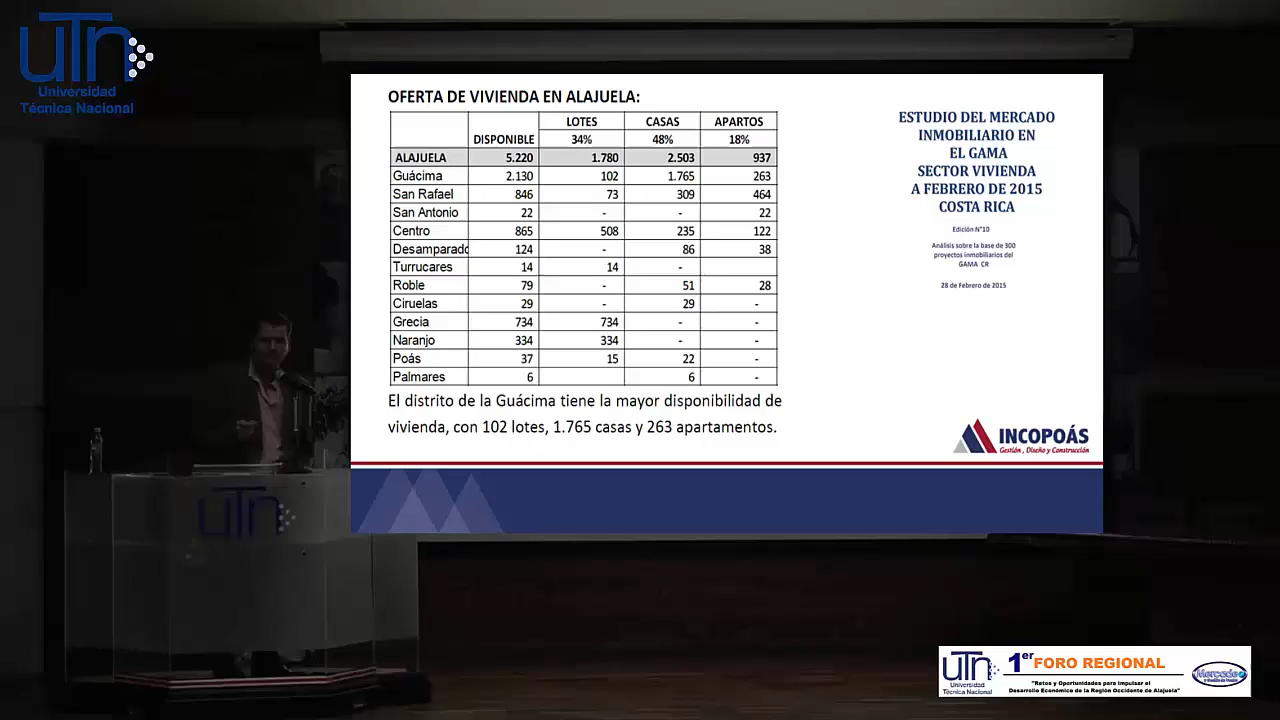 UTn
Universidad
Técnica Nacional
OFERTA DE VIVIENDA EN ALAJUELA:
LOTES CASAS APARTOS
DISPONIBLE 34% 48% 18%
ALAJUELA 5.220 1.780 2.503 937
Guácima 2.130 102 1.765 263
San Rafael 846 73 309 464
San Antonio 22 - - 22
Centro 865 508 235 122
Desamparado 124 - 86 38
Turrucares 14 14 -
Roble 79 - 51 28
Ciruelas 29 - 29 -
Grecia 734 734 - -
Naranjo 334 334 - -
Poás 37 15 22 -
Palmares 6 6 -
El distrito de la Guácima tiene la mayor disponibilidad de
vivienda, con 102 lotes, 1.765 casas y 263 apartamentos.
ESTUDIO DEL MERCADO
INMOBILIARIO EN
EL GAMA
SECTOR VIVIENDA
A FEBRERO DE 2015
COSTA RICA
Edición N°10
Análisis sobre la base de 300
proyectos inmobiliarios del
GAMA CR
28 de Febrero de 2015
INCOPOÁS
Gestión, Diseño y Construcción
UTn
UTn
Universidad
Técnica Nacional
1er FORO REGIONAL
"Retos y Oportunidades para Impulsar el
Desarrollo Económico de la Región Occidente de Alajuela"